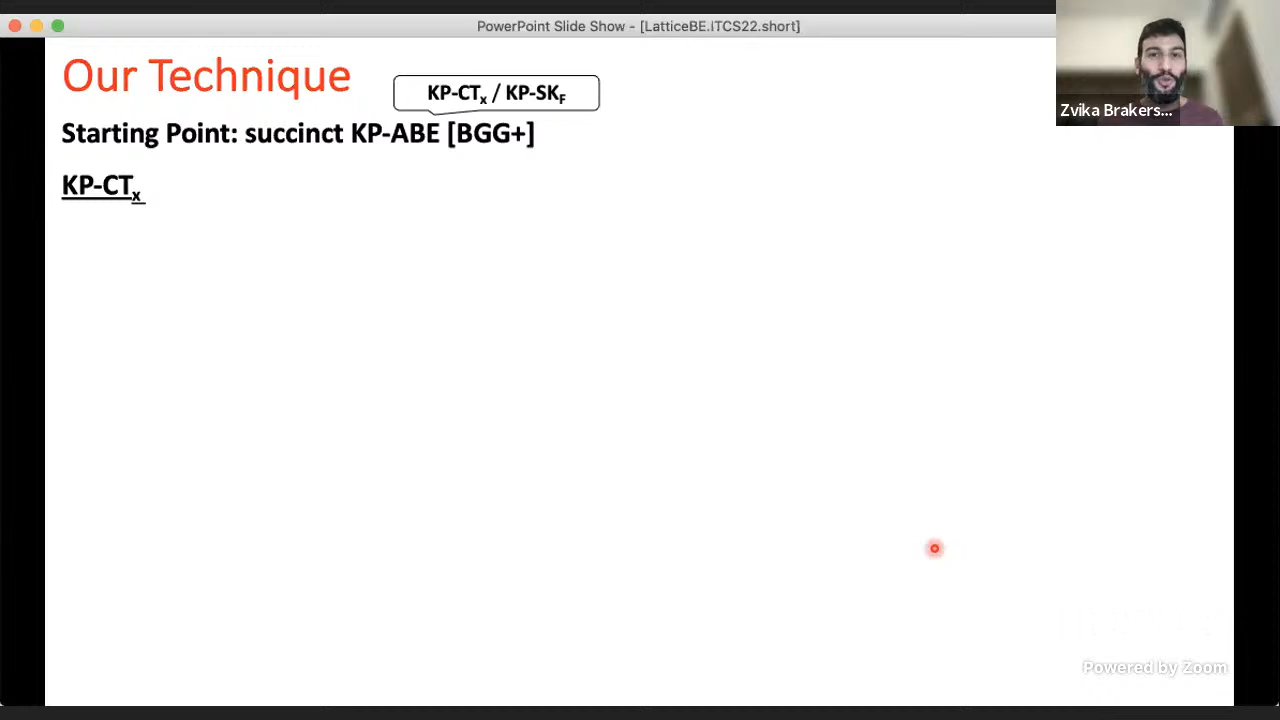 PowerPoint Slide Show - [LatticeBE.ITCS22.short]
Our Technique
KP-CTx / KP-SKF
Zvika Brakers...
Starting Point: succinct KP-ABE [BGG+]
KP-CTx
Powered by Zoom